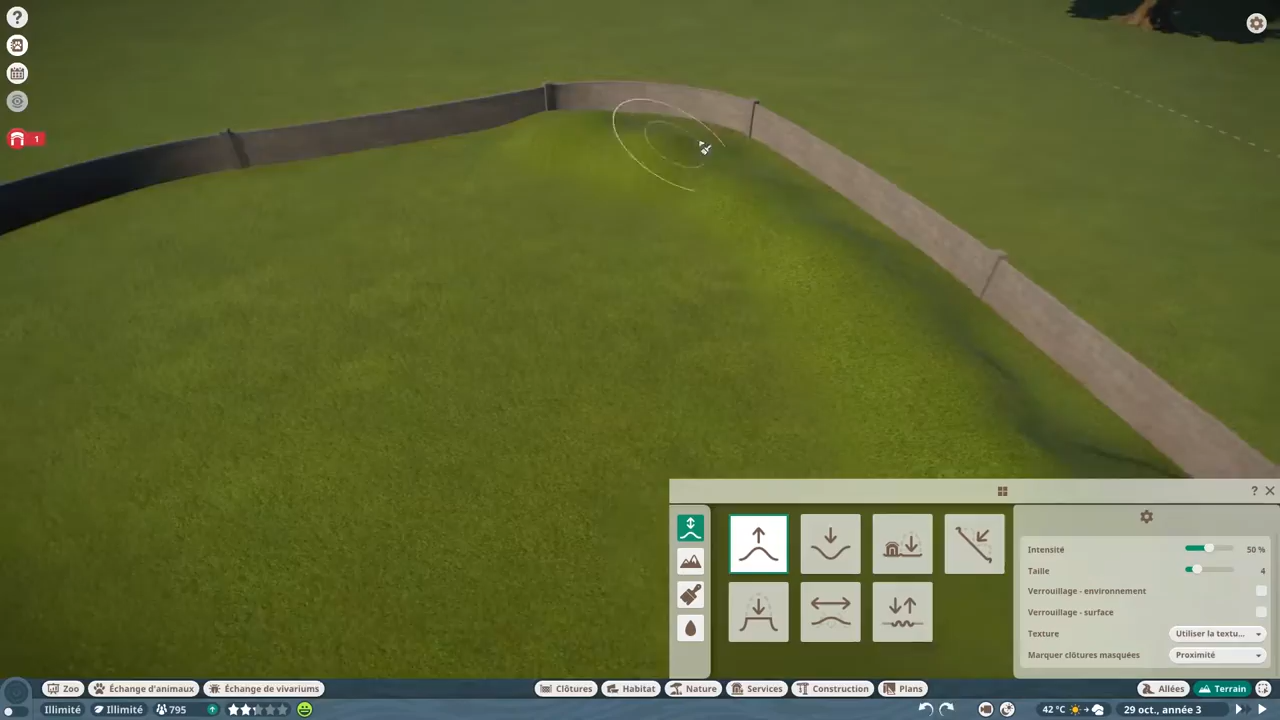 ?
1
? ×
Intensité 50 %
Taille 4
Verrouillage - environnement
Verrouillage - surface
Texture Utiliser la textu...
Marquer clôtures masquées Proximité
Zoo Échange d'animaux Échange de vivariums Clôtures Habitat Nature Services Construction Plans Allées Terrain
Illimité Illimité 795 42 °C 29 oct., année 3